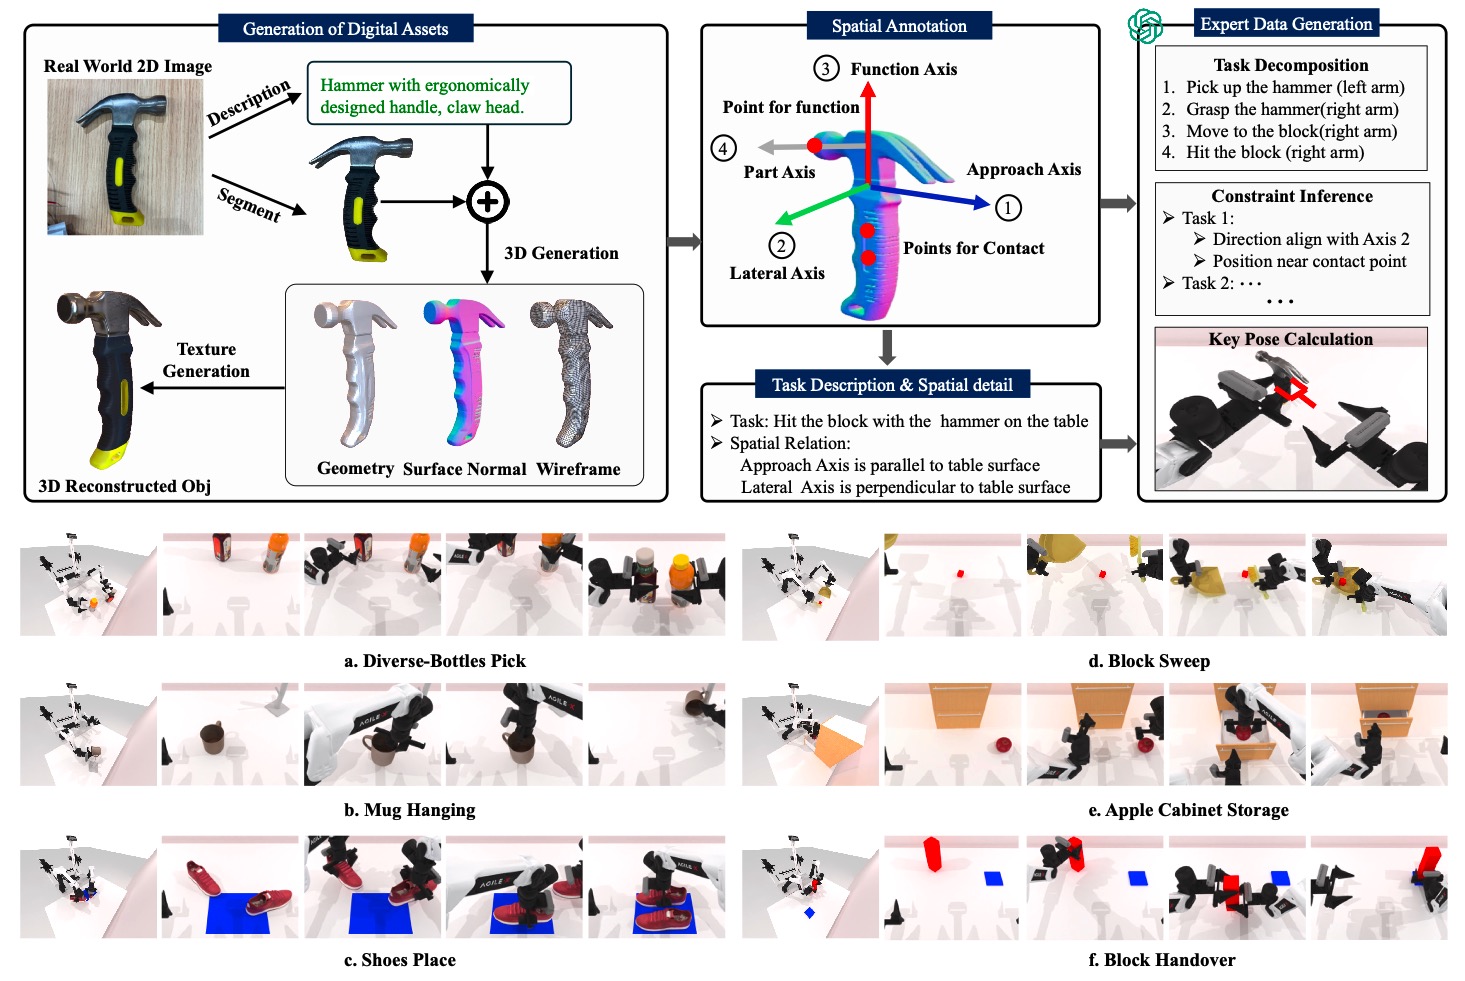 Generation of Digital Assets
Real World 2D Image
Description
Segment
Hammer with ergonomically
designed handle, claw head.
3D Generation
Texture
Generation
Geometry Surface Normal Wireframe
3D Reconstructed Obj
Spatial Annotation
3 Function Axis
Point for function
4
Part Axis
Approach Axis
1
2
Lateral Axis
Points for Contact
Task Description & Spatial detail
➢ Task: Hit the block with the hammer on the table
➢ Spatial Relation:
Approach Axis is parallel to table surface
Lateral Axis is perpendicular to table surface
Expert Data Generation
Task Decomposition
1. Pick up the hammer (left arm)
2. Grasp the hammer(right arm)
3. Move to the block(right arm)
4. Hit the block (right arm)
Constraint Inference
➢ Task 1:
➢ Direction align with Axis 2
➢ Position near contact point
➢ Task 2: ···
···
Key Pose Calculation
a. Diverse-Bottles Pick
d. Block Sweep
AGILE
AGILE
b. Mug Hanging
e. Apple Cabinet Storage
AGILE
c. Shoes Place
f. Block Handover